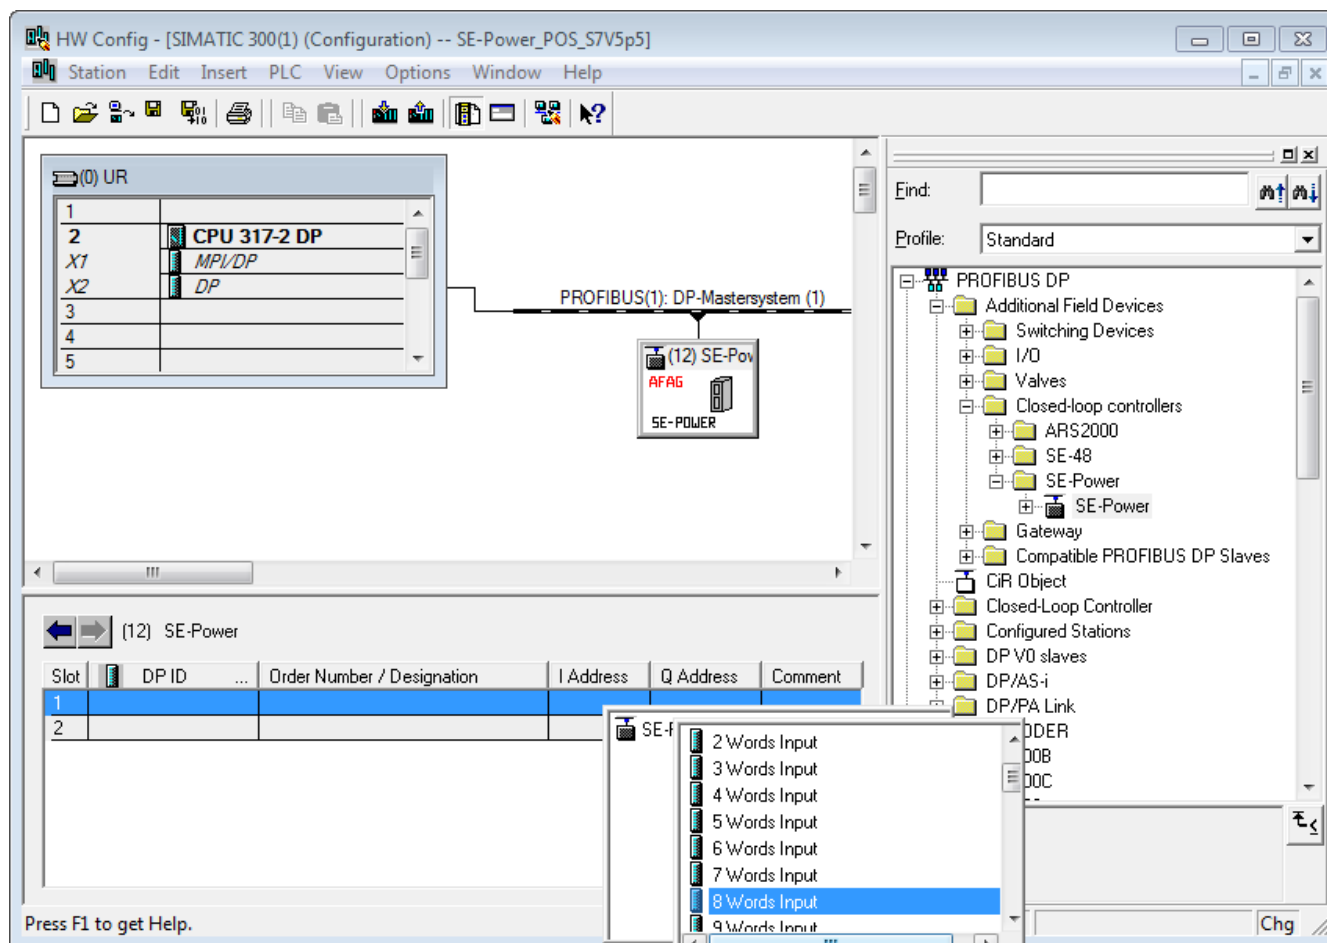 HW Config - [SIMATIC 300(1) (Configuration) -- SE-Power_POS_S7V5p5]
Station Edit Insert PLC View Options Window Help
(0) UR
1
2 CPU 317-2 DP
X1 MPI/DP
X2 DP
3
4
5
PROFIBUS(1): DP-Mastersystem (1)
(12) SE-Pow
AFAG
SE-POWER
Find:
Profile: Standard
PROFIBUS DP
Additional Field Devices
Switching Devices
I/O
Valves
Closed-loop controllers
ARS2000
SE-48
SE-Power
SE-Power
Gateway
Compatible PROFIBUS DP Slaves
CiR Object
Closed-Loop Controller
Configured Stations
DP V0 slaves
DP/AS-i
DP/PA Link
(12) SE-Power
Slot DP ID ... Order Number / Designation I Address Q Address Comment
1
2
2 Words Input
3 Words Input
4 Words Input
5 Words Input
6 Words Input
7 Words Input
8 Words Input
9 Words Input
Press F1 to get Help.
Chg